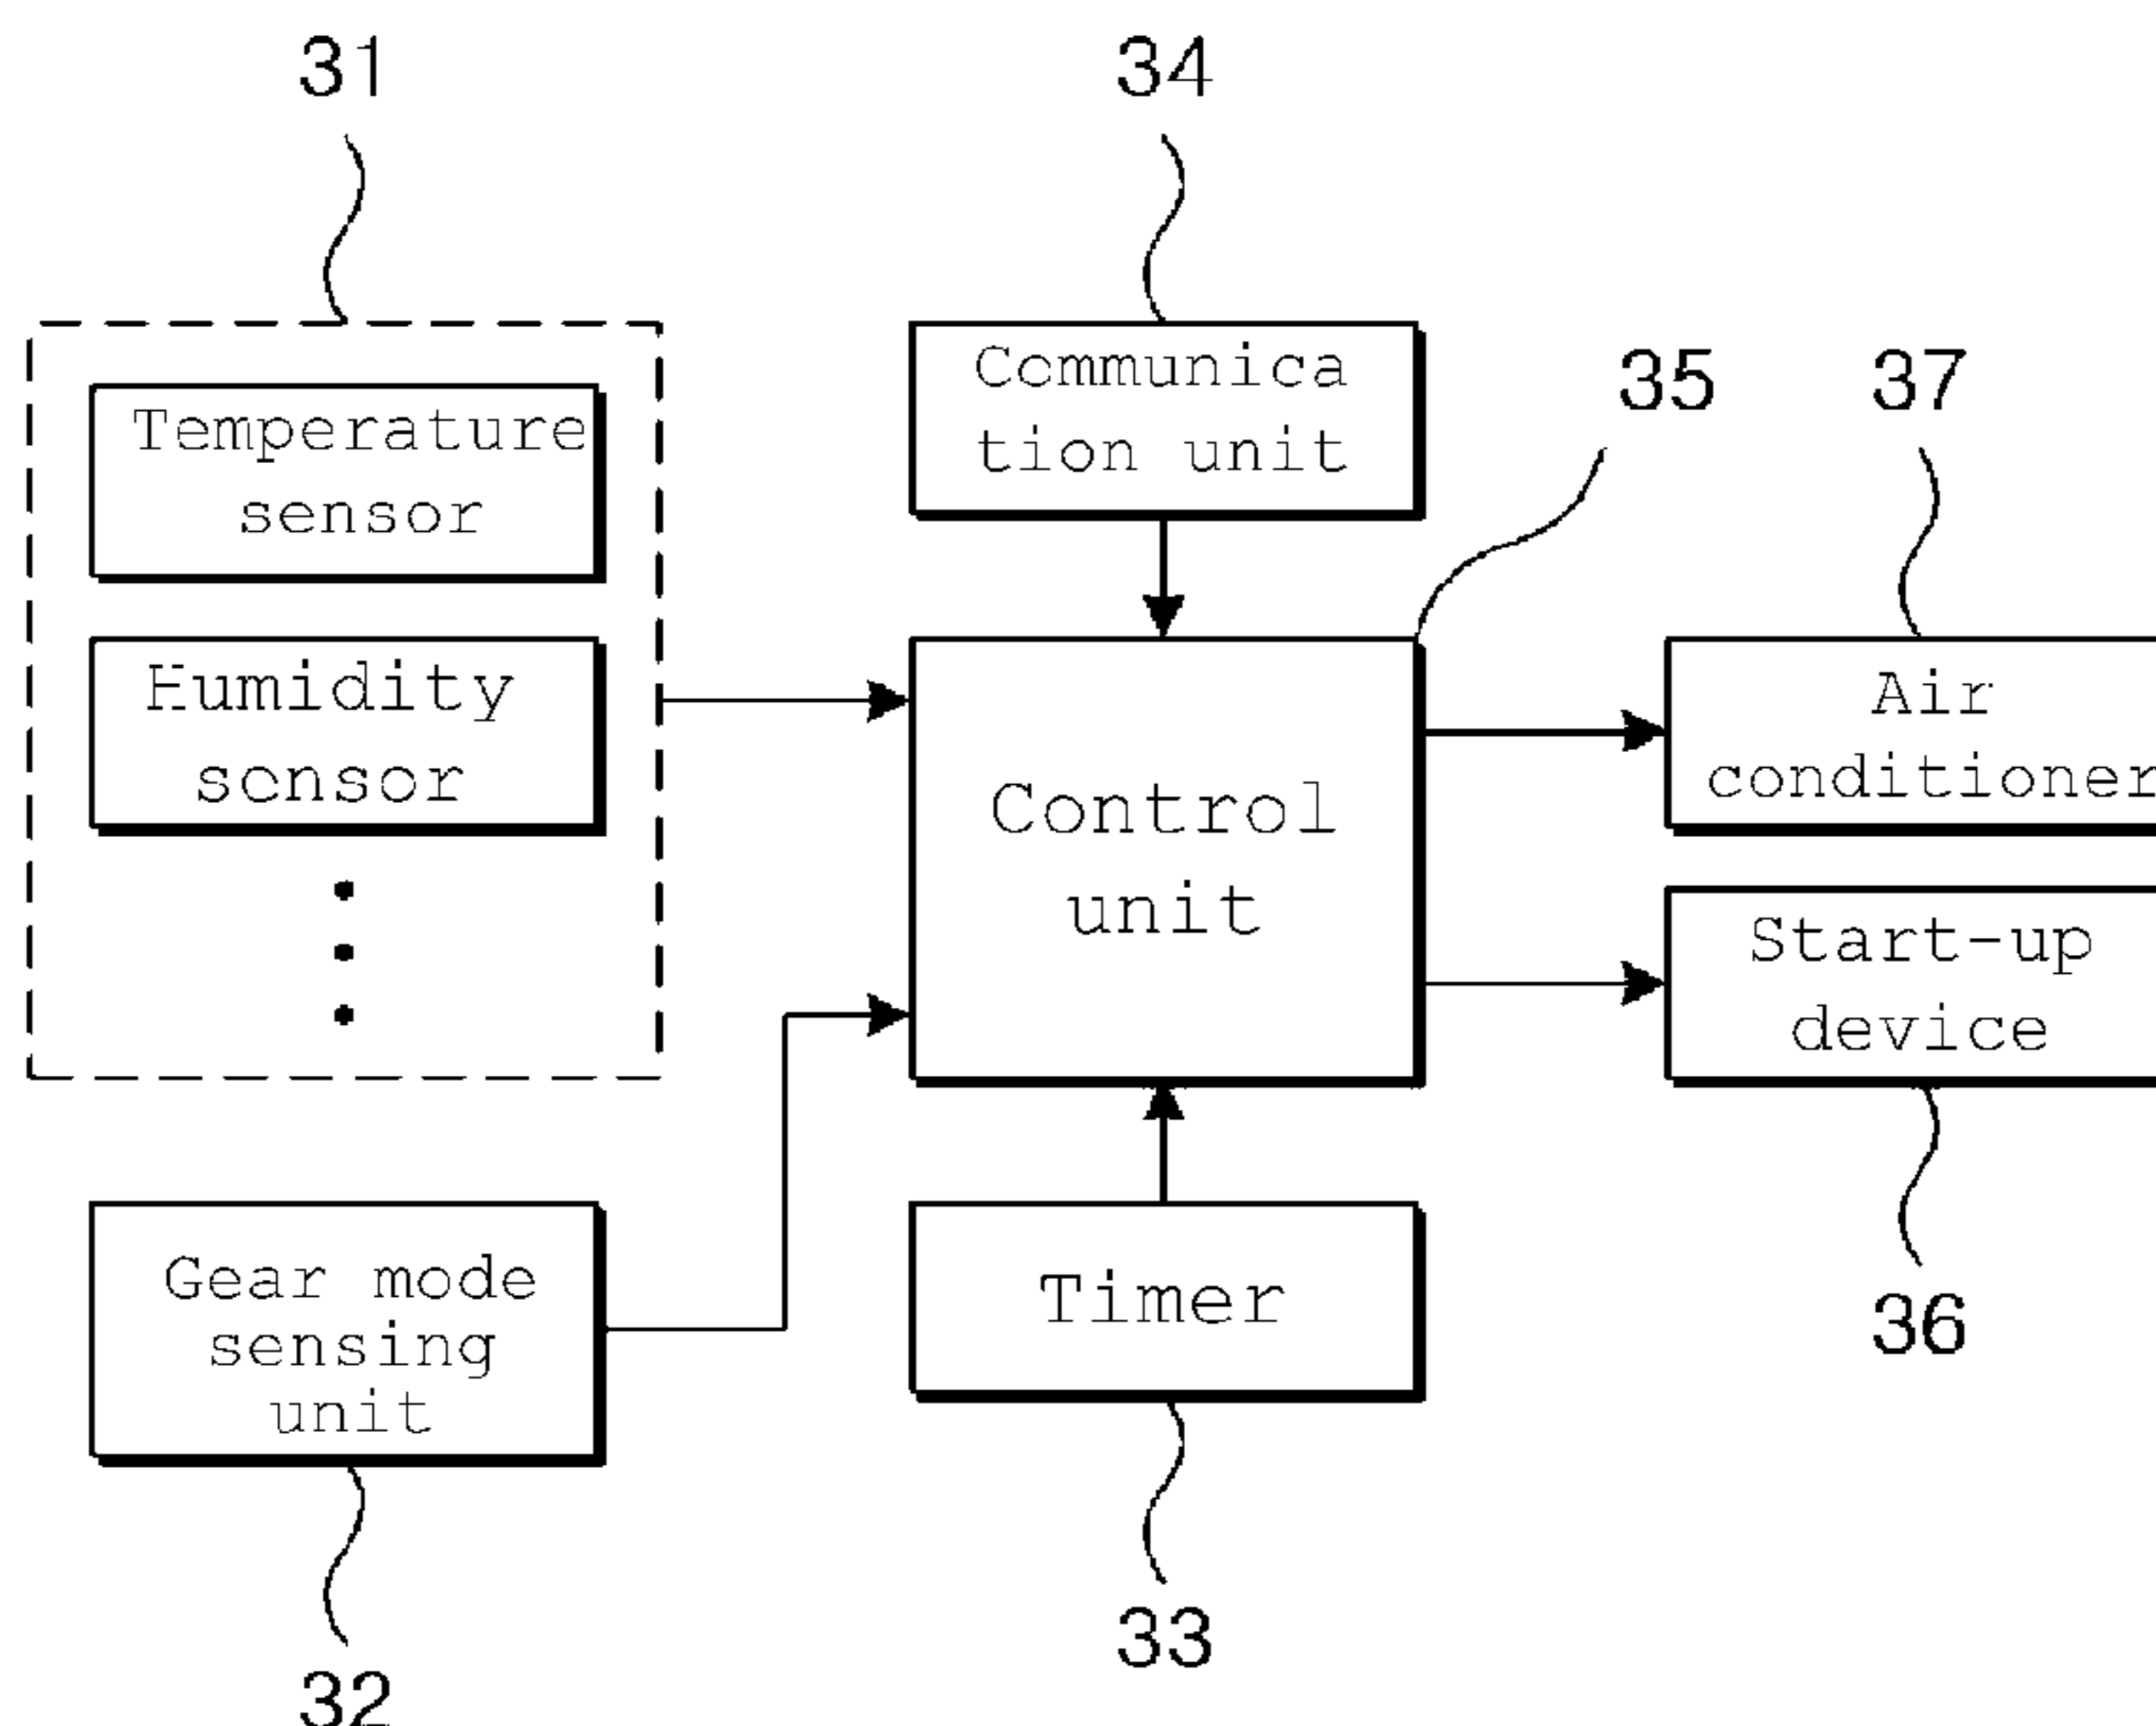 31
34
35
37
Temperature
sensor
Communica
tion unit
Humidity
sensor
Control
unit
Air
conditioner
Start-up
device
Gear mode
sensing
unit
Timer
36
33
32